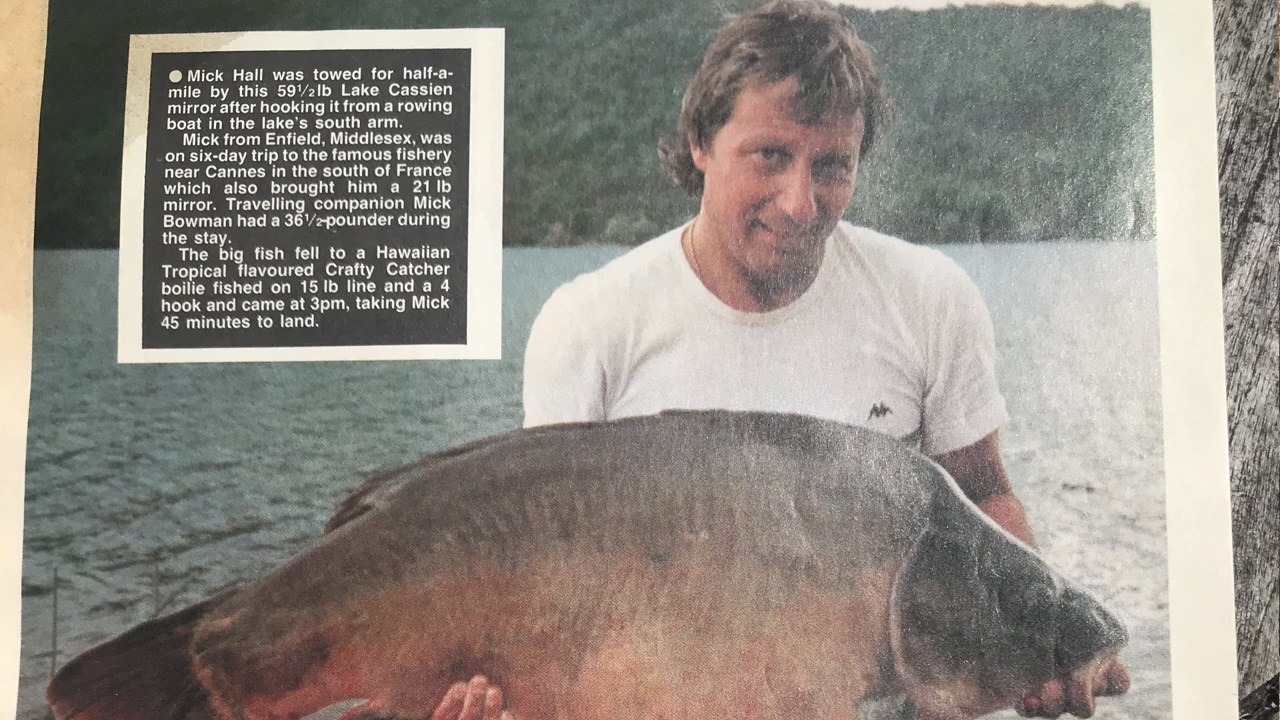 ● Mick Hall was towed for half-a-
mile by this 59½lb Lake Cassien
mirror after hooking it from a rowing
boat in the lake's south arm.
Mick from Enfield, Middlesex, was
on six-day trip to the famous fishery
near Cannes in the south of France
which also brought him a 21 lb
mirror. Travelling companion Mick
Bowman had a 36½-pounder during
the stay.
The big fish fell to a Hawaiian
Tropical flavoured Crafty Catcher
boilie fished on 15 lb line and a 4
hook and came at 3pm, taking Mick
45 minutes to land.